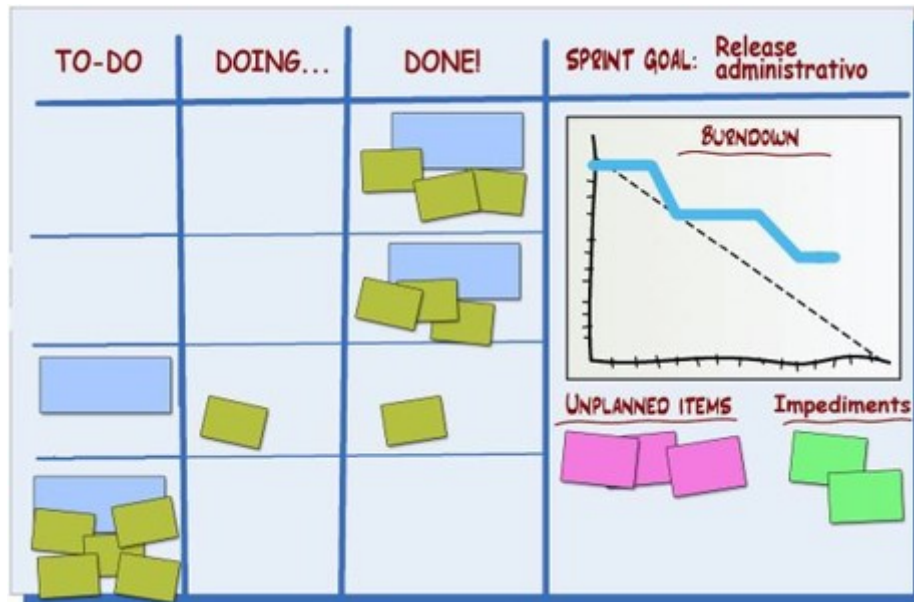 TO-DO
DOING...
DONE!
SPRINT GOAL: Release
administrativo
BURNDOWN
UNPLANNED ITEMS
Impediments